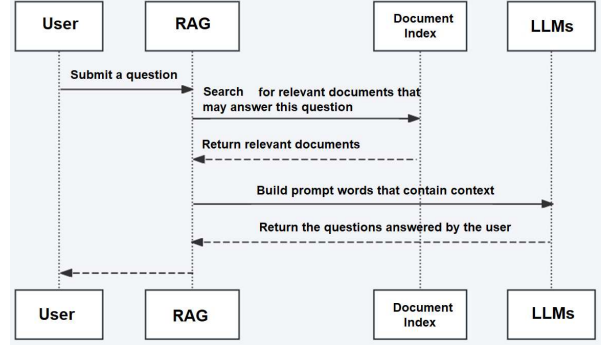 User
RAG
Document
Index
LLMs
Submit a question
Search for relevant documents that
may answer this question
Return relevant documents
Build prompt words that contain context
Return the questions answered by the user
User
RAG
Document
Index
LLMs